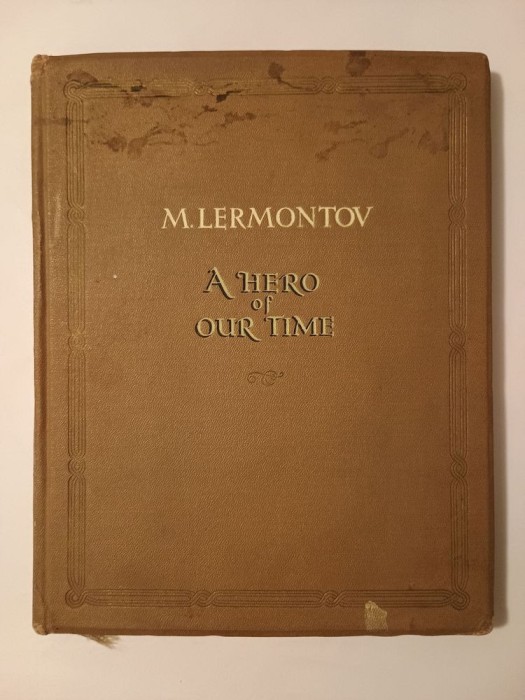 M. LERMONTOV
A HERO
of
OUR TIME